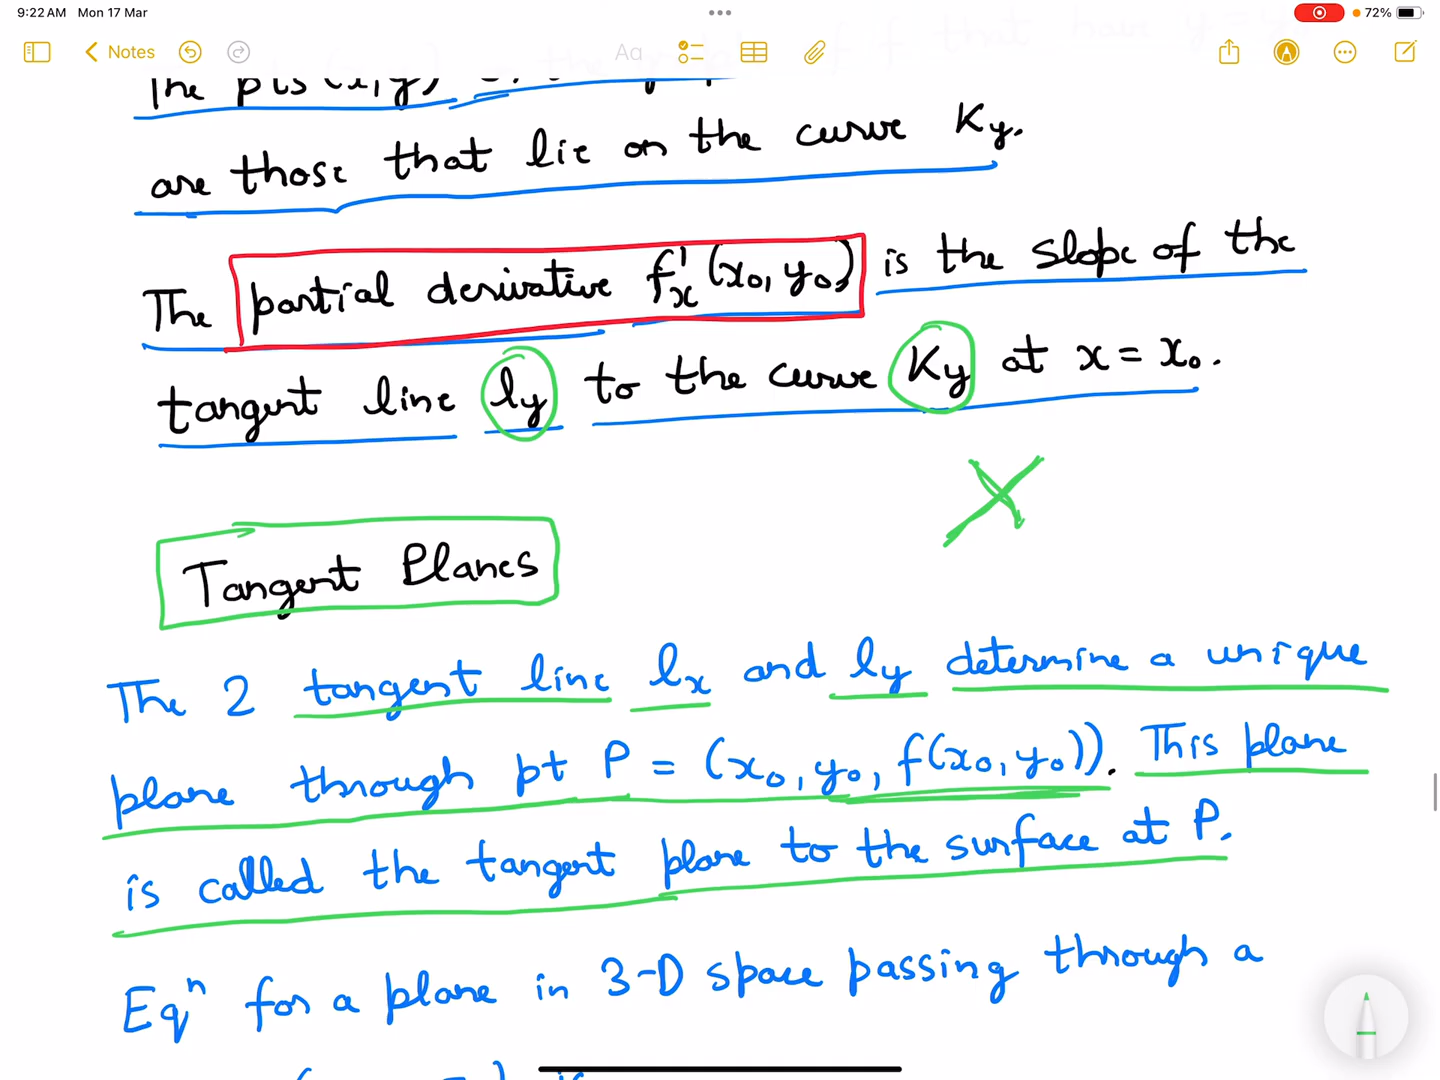 9:22 AM Mon 17 Mar
72%
Notes
Aa
The pts (x, y)
are those that lie on the curve Ky.
The partial derivative f'x (x0, y0) is the slope of the
tangent line ly to the curve Ky at x = x0.
Tangent Planes
The 2 tangent line lx and ly determine a unique
plane through pt P = (x0, y0, f(x0, y0)). This plane
is called the tangent plane to the surface at P.
Eqn for a plane in 3-D space passing through a